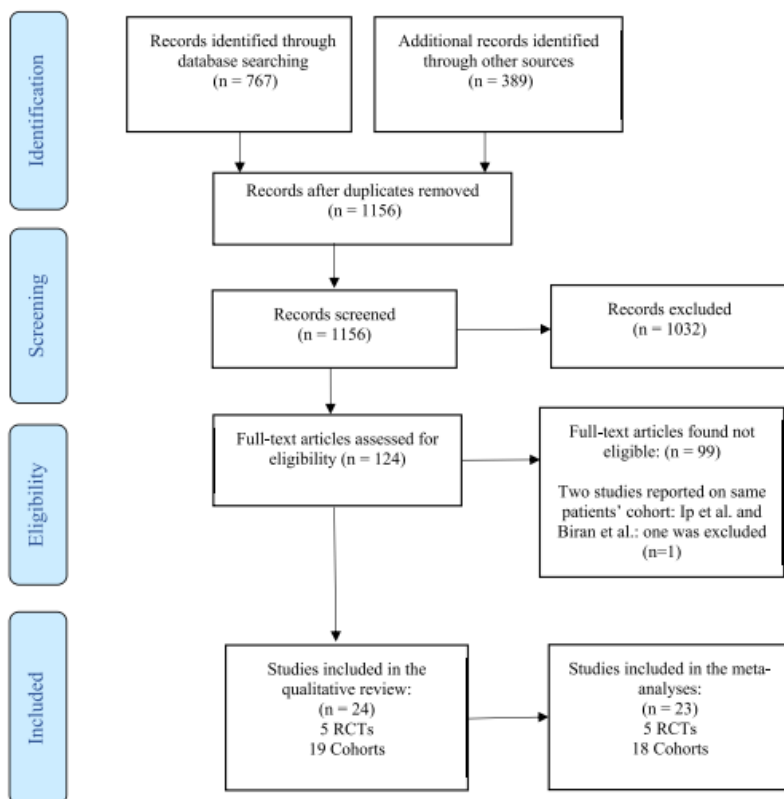 Identification
Records identified through
database searching
(n = 767)
Additional records identified
through other sources
(n = 389)
Records after duplicates removed
(n = 1156)
Screening
Records screened
(n = 1156)
Records excluded
(n = 1032)
Eligibility
Full-text articles assessed for
eligibility (n = 124)
Full-text articles found not
eligible: (n = 99)
Two studies reported on same
patients' cohort: Ip et al. and
Biran et al.: one was excluded
(n=1)
Included
Studies included in the
qualitative review:
(n = 24)
5 RCTs
19 Cohorts
Studies included in the meta-
analyses:
(n = 23)
5 RCTs
18 Cohorts